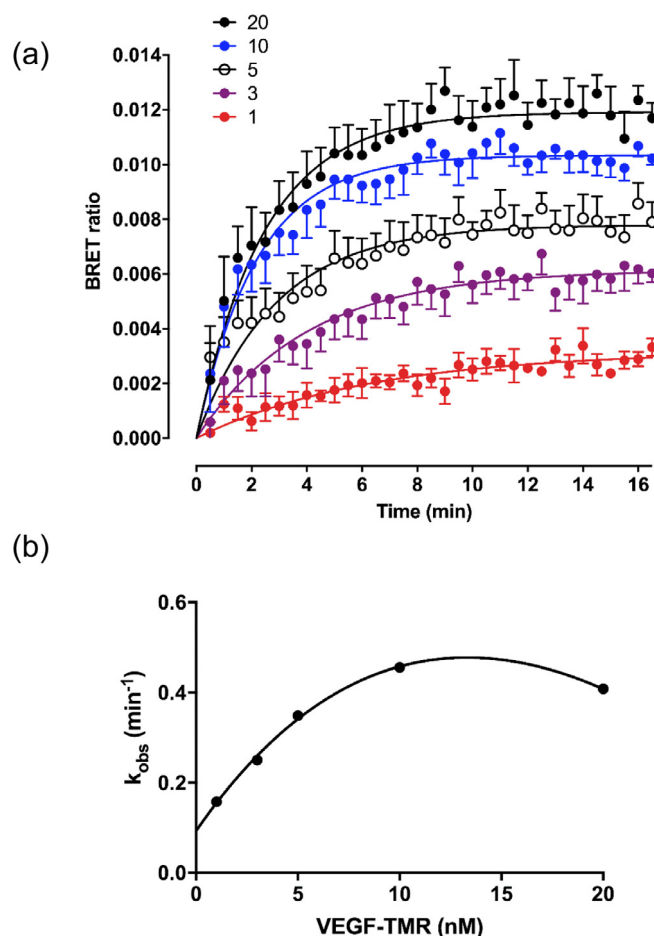 (a)
20
10
5
3
1
0.014
0.012
0.010
0.008
0.006
0.004
0.002
0.000
BRET ratio
0 2 4 6 8 10 12 14 16
Time (min)
(b)
0.6
0.4
0.2
0.0
kobs (min-1)
0 5 10 15 20
VEGF-TMR (nM)